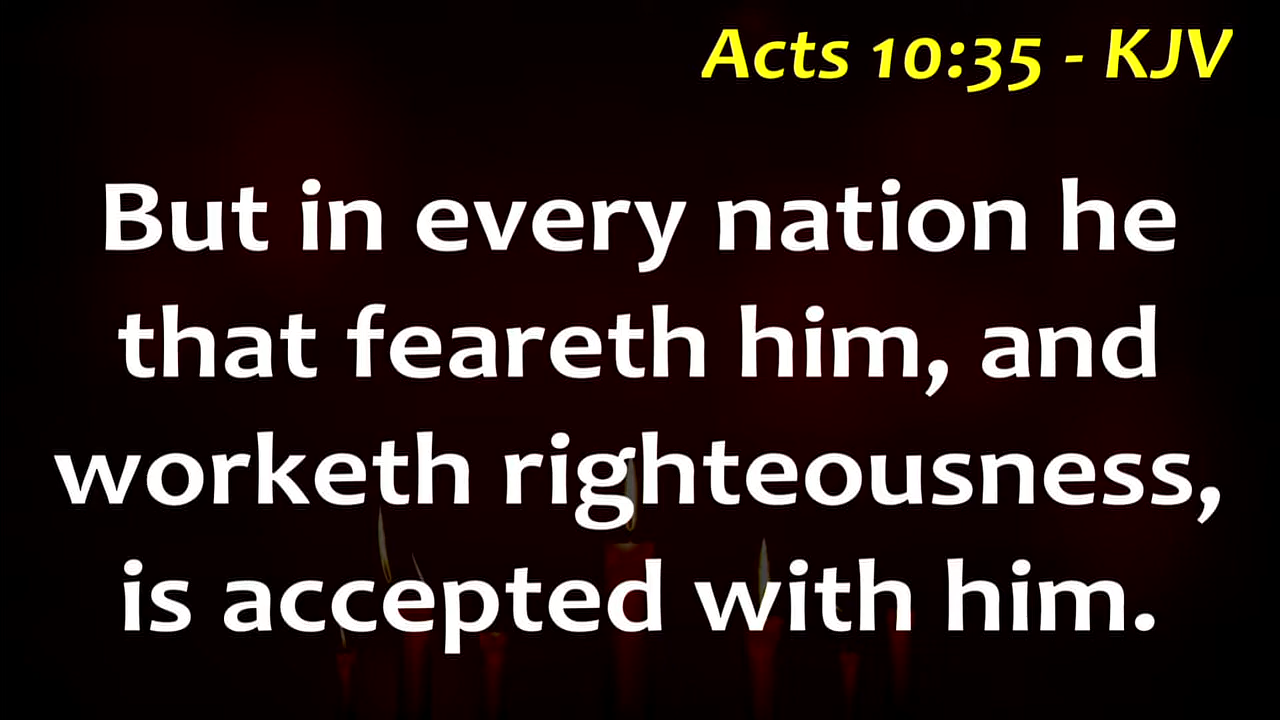 Acts 10:35 - KJV
But in every nation he
that feareth him, and
worketh righteousness,
is accepted with him.